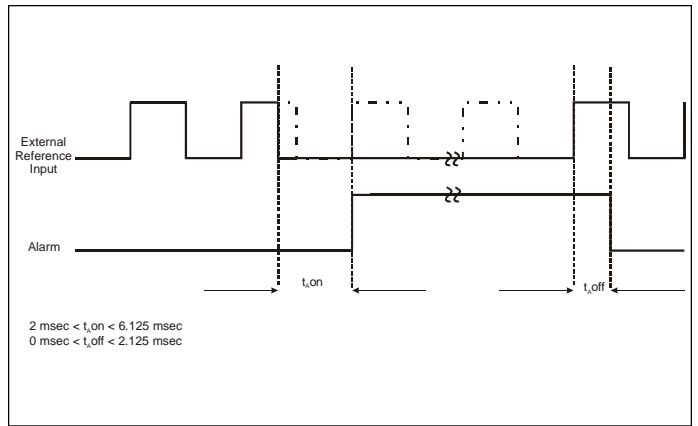 External
Reference
Input
Alarm
tAon
tAoff
2 msec < tAon < 6.125 msec
0 msec < tAoff < 2.125 msec